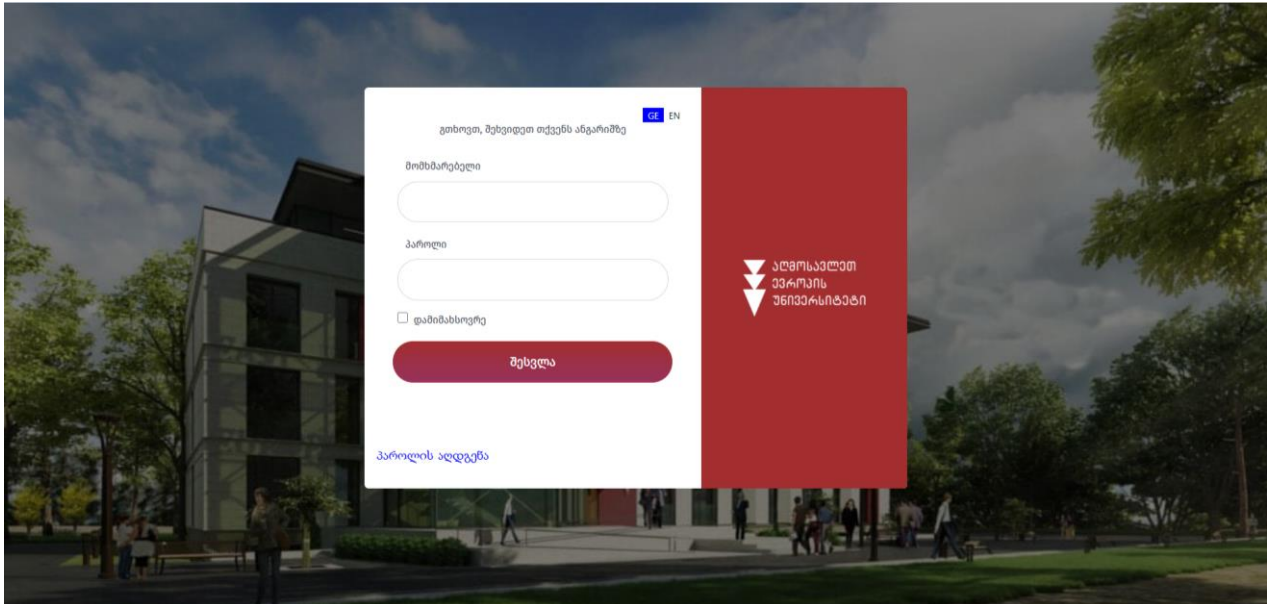 GE EN
გთხოვთ, შეხვიდეთ თქვენს ანგარიშზე
მომხმარებელი
პაროლი
დამიმახსოვრე
შესვლა
პაროლის აღდგენა
აღმოსავლეთ
ევროპის
უნივერსიტეტი